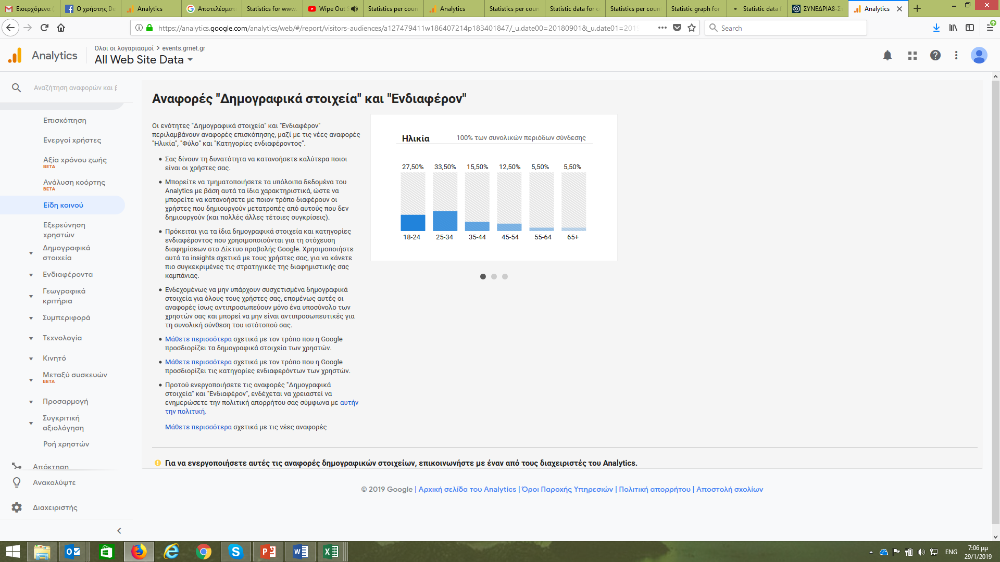 Εισερχόμενα (
Ο χρήστης De
Analytics
Αποτελέσματ
Statistics for www.
Wipe Out S
Statistics per coun
Analytics
Statistics per coun
Statistic data for c
Statistics per coun
Statistic graph for
Statistic data f
ΣΥΝΕΔΡΙΑ8-Στ
Analytics
https://analytics.google.com/analytics/web/#/report/visitors-audiences/a127479411w186407214p183401847/_u.date00=20180901&_u.date01=201
Search
Analytics
Όλοι οι λογαριασμοί > events.grnet.gr
All Web Site Data
Αναζήτηση αναφορών και β
Επισκόπηση
Ενεργοί χρήστες
Αξία χρόνου ζωής
BETA
Ανάλυση κοόρτης
BETA
Είδη κοινού
Εξερεύνηση
χρηστών
Δημογραφικά
στοιχεία
Ενδιαφέροντα
Γεωγραφικά
κριτήρια
Συμπεριφορά
Τεχνολογία
Κινητό
Μεταξύ συσκευών
BETA
Προσαρμογή
Συγκριτική
αξιολόγηση
Ροή χρηστών
Απόκτηση
Ανακαλύψτε
Διαχειριστής
Αναφορές "Δημογραφικά στοιχεία" και "Ενδιαφέρον"
Οι ενότητες "Δημογραφικά στοιχεία" και "Ενδιαφέρον"
περιλαμβάνουν αναφορές επισκόπησης, μαζί με τις νέες αναφορές
"Ηλικία", "Φύλο" και "Κατηγορίες ενδιαφέροντος".
• Σας δίνουν τη δυνατότητα να κατανοήσετε καλύτερα ποιοι
είναι οι χρήστες σας.
• Μπορείτε να τμηματοποιήσετε τα υπόλοιπα δεδομένα του
Analytics με βάση αυτά τα ίδια χαρακτηριστικά, ώστε να
μπορείτε να κατανοήσετε με ποιον τρόπο διαφέρουν οι
χρήστες που δημιουργούν μετατροπές από αυτούς που δεν
δημιουργούν (και πολλές άλλες τέτοιες συγκρίσεις).
• Πρόκειται για τα ίδια δημογραφικά στοιχεία και κατηγορίες
ενδιαφέροντος που χρησιμοποιούνται για τη στόχευση
διαφημίσεων στο Δίκτυο προβολής Google. Χρησιμοποιήστε
αυτά τα insights σχετικά με τους χρήστες σας, για να κάνετε
πιο συγκεκριμένες τις στρατηγικές της διαφημιστικής σας
καμπάνιας.
• Ενδεχομένως να μην υπάρχουν συσχετισμένα δημογραφικά
στοιχεία για όλους τους χρήστες σας, επομένως αυτές οι
αναφορές ίσως αντιπροσωπεύουν μόνο ένα υποσύνολο των
χρηστών σας και μπορεί να μην είναι αντιπροσωπευτικές για
τη συνολική σύνθεση του ιστότοπού σας.
• Μάθετε περισσότερα σχετικά με τον τρόπο που η Google
προσδιορίζει τα δημογραφικά στοιχεία των χρηστών.
• Μάθετε περισσότερα σχετικά με τον τρόπο που η Google
προσδιορίζει τις κατηγορίες ενδιαφερόντων των χρηστών.
• Προτού ενεργοποιήσετε τις αναφορές "Δημογραφικά
στοιχεία" και "Ενδιαφέρον", ενδέχεται να χρειαστεί να
ενημερώσετε την πολιτική απορρήτου σας σύμφωνα με αυτήν
την πολιτική.
Μάθετε περισσότερα σχετικά με τις νέες αναφορές
Ηλικία 100% των συνολικών περιόδων σύνδεσης
27,50% 33,50% 15,50% 12,50% 5,50% 5,50%
18-24 25-34 35-44 45-54 55-64 65+
Για να ενεργοποιήσετε αυτές τις αναφορές δημογραφικών στοιχείων, επικοινωνήστε με έναν από τους διαχειριστές του Analytics.
© 2019 Google | Αρχική σελίδα του Analytics | Όροι Παροχής Υπηρεσιών | Πολιτική απορρήτου | Αποστολή σχολίων
ENG
7:06 μμ
29/1/2019